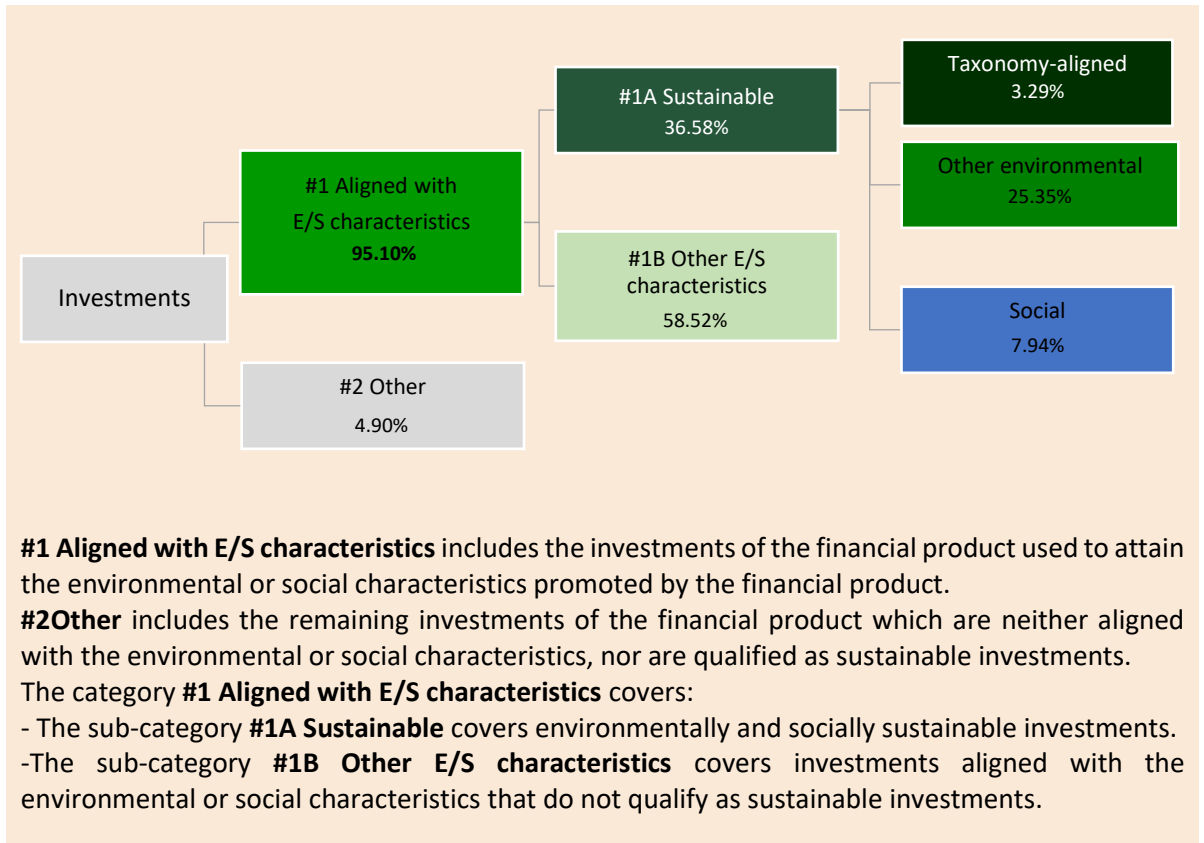 Investments
#1 Aligned with
E/S characteristics
95.10%
#2 Other
4.90%
#1A Sustainable
36.58%
#1B Other E/S
characteristics
58.52%
Taxonomy-aligned
3.29%
Other environmental
25.35%
Social
7.94%
#1 Aligned with E/S characteristics includes the investments of the financial product used to attain
the environmental or social characteristics promoted by the financial product.
#2Other includes the remaining investments of the financial product which are neither aligned
with the environmental or social characteristics, nor are qualified as sustainable investments.
The category #1 Aligned with E/S characteristics covers:
- The sub-category #1A Sustainable covers environmentally and socially sustainable investments.
-The sub-category #1B Other E/S characteristics covers investments aligned with the
environmental or social characteristics that do not qualify as sustainable investments.